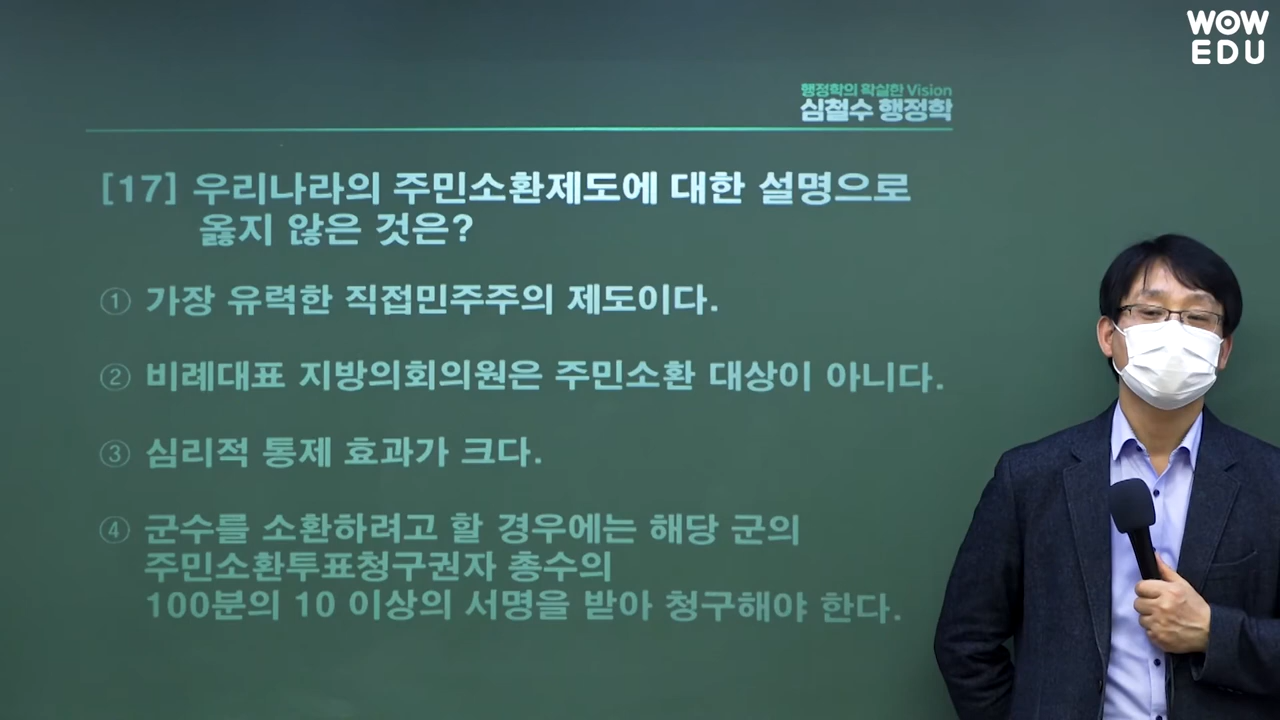 WOW
EDU
행정학의 확실한 Vision
심철수 행정학
[17] 우리나라의 주민소환제도에 대한 설명으로
옳지 않은 것은?
① 가장 유력한 직접민주주의 제도이다.
② 비례대표 지방의회의원은 주민소환 대상이 아니다.
③ 심리적 통제 효과가 크다.
④ 군수를 소환하려고 할 경우에는 해당 군의
주민소환투표청구권자 총수의
100분의 10 이상의 서명을 받아 청구해야 한다.